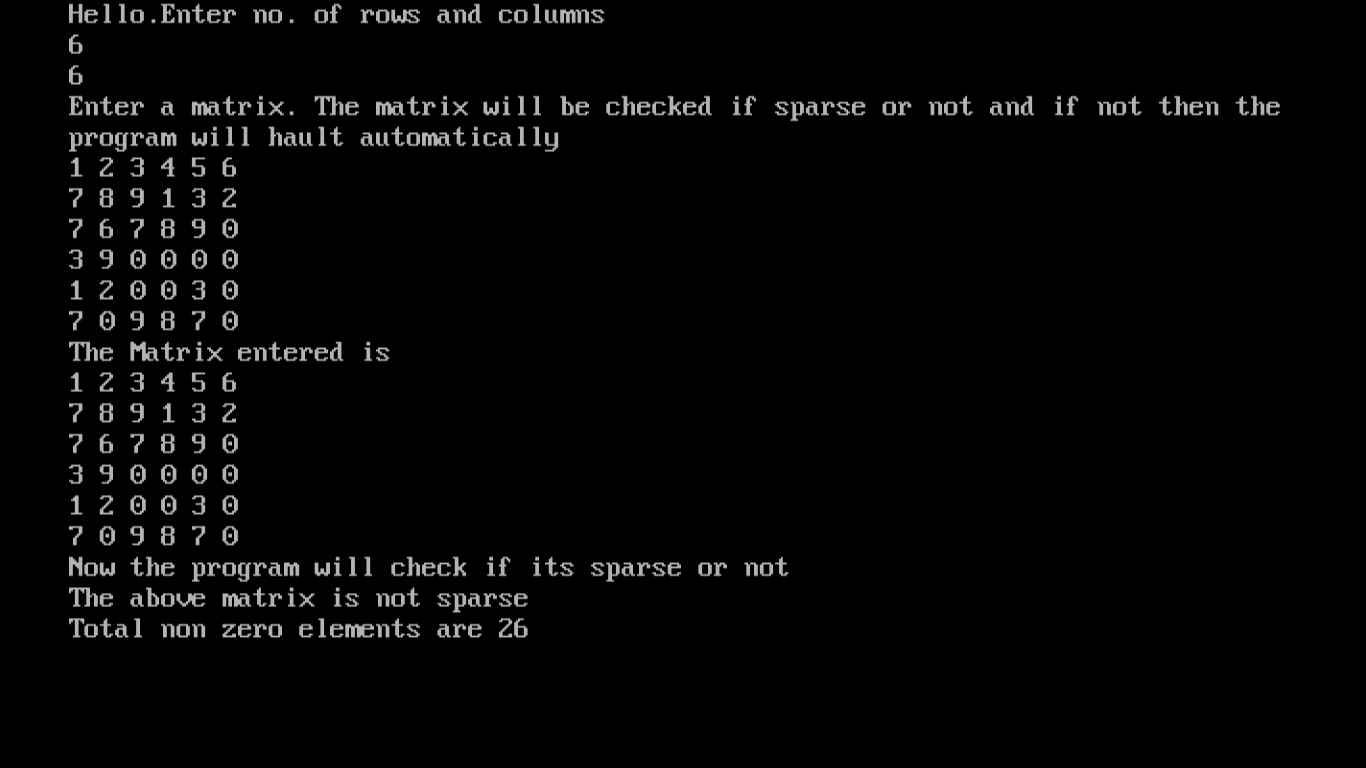 Hello.Enter no. of rows and columns
6
6
Enter a matrix. The matrix will be checked if sparse or not and if not then the
program will hault automatically
1 2 3 4 5 6
7 8 9 1 3 2
7 6 7 8 9 0
3 9 0 0 0 0
1 2 0 0 3 0
7 0 9 8 7 0
The Matrix entered is
1 2 3 4 5 6
7 8 9 1 3 2
7 6 7 8 9 0
3 9 0 0 0 0
1 2 0 0 3 0
7 0 9 8 7 0
Now the program will check if its sparse or not
The above matrix is not sparse
Total non zero elements are 26